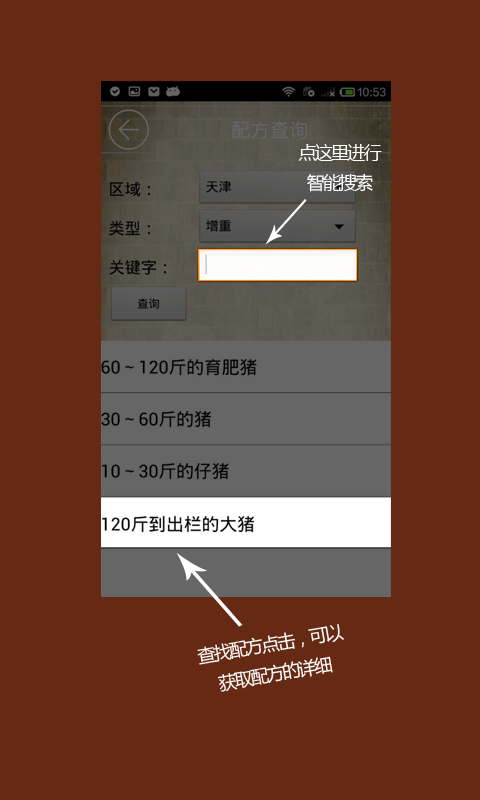 10:53
配方查询
点这里进行
智能搜索
区域：
天津
类型：
增重
关键字：
查询
60 ~ 120斤的育肥猪
30 ~ 60斤的猪
10 ~ 30斤的仔猪
120斤到出栏的大猪
查找配方点击，可以
获取配方的详细